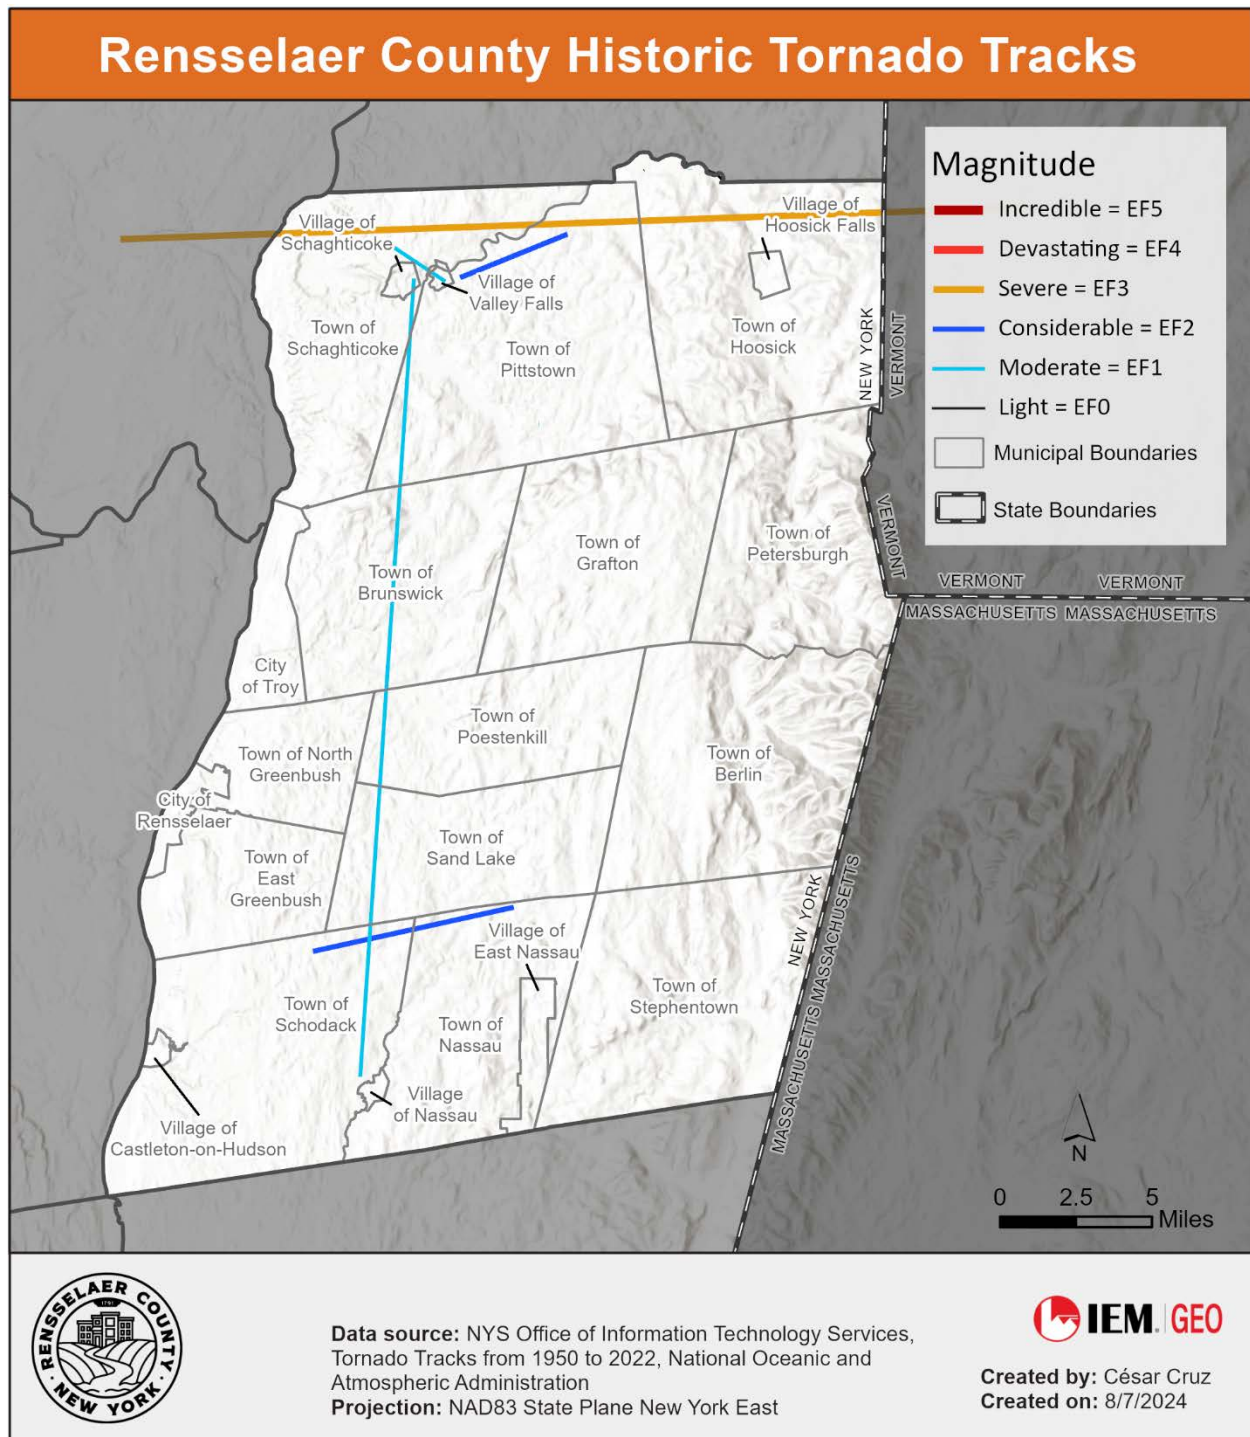 Rensselaer County Historic Tornado Tracks
Magnitude
Incredible = EF5
Devastating = EF4
Severe = EF3
Considerable = EF2
Moderate = EF1
Light = EF0
Municipal Boundaries
State Boundaries
Village of
Schaghticoke
Village of
Hoosick Falls
Village of
Valley Falls
Town of
Schaghticoke
Town of
Pittstown
Town of
Hoosick
NEW YORK
VERMONT
Town of
Brunswick
Town of
Grafton
Town of
Petersburgh
VERMONT
VERMONT
VERMONT
MASSACHUSETTS
MASSACHUSETTS
City
of Troy
Town of North
Greenbush
Town of
Poestenkill
Town of
Berlin
City of
Rensselaer
Town of
East
Greenbush
Town of
Sand Lake
NEW YORK
MASSACHUSETTS
MASSACHUSETTS
Village of
East Nassau
Town of
Schodack
Town of
Nassau
Town of
Stephentown
Village
of Nassau
Village of
Castleton-on-Hudson
N
0 2.5 5
Miles
RENSSELAER COUNTY
1791
NEW YORK
Data source: NYS Office of Information Technology Services,
Tornado Tracks from 1950 to 2022, National Oceanic and
Atmospheric Administration
Projection: NAD83 State Plane New York East
IEM. GEO
Created by: César Cruz
Created on: 8/7/2024